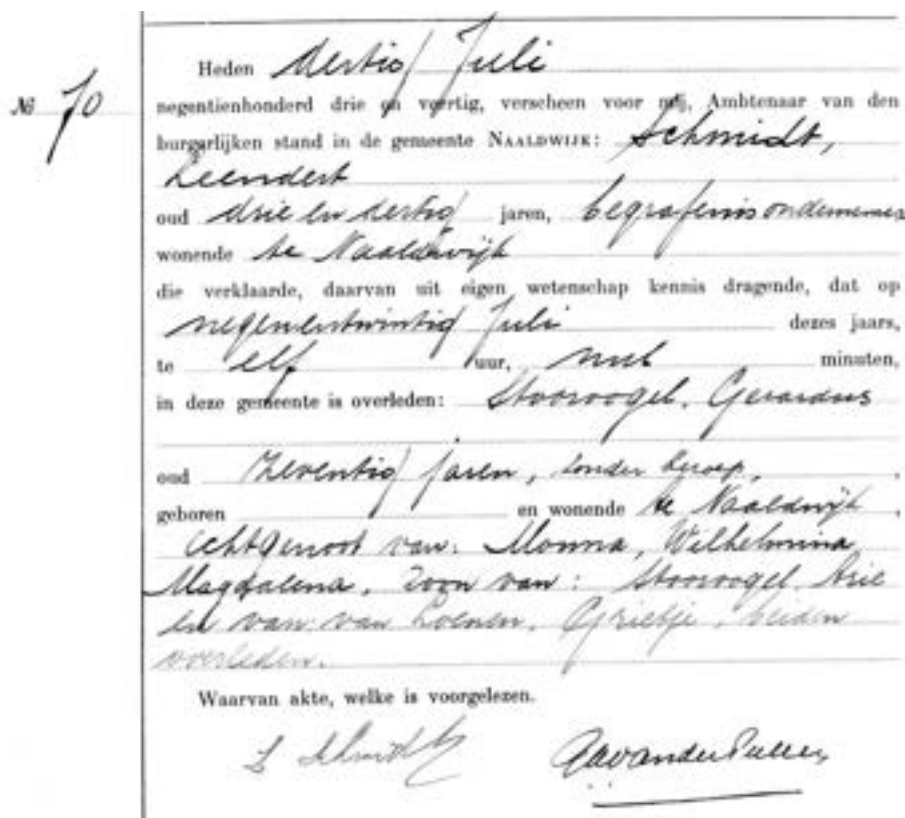 Heden dertig Juli
№ 70
negentienhonderd drie en veertig, verscheen voor mij, Ambtenaar van den
burgerlijken stand in de gemeente NAALDWIJK: Schmidt,
Leendert
oud drie en dertig jaren, begrafenisondernemer
wonende te Naaldwijk
die verklaarde, daarvan uit eigen wetenschap kennis dragende, dat op
negenentwintig Juli dezes jaars,
te elf uur, nul minuten,
in deze gemeente is overleden: Stoorvogel, Gerardus
oud zeventig jaren, zonder beroep,
geboren en wonende te Naaldwijk,
echtgenoot van: Monna, Wilhelmina
Magdalena, zoon van: Stoorvogel, Arie
en van: van Loenen, Grietje, beiden
overleden.
Waarvan akte, welke is voorgelezen.
L Schmidt